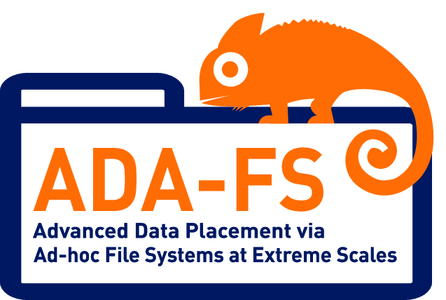 ADA-FS
Advanced Data Placement via
Ad-hoc File Systems at Extreme Scales